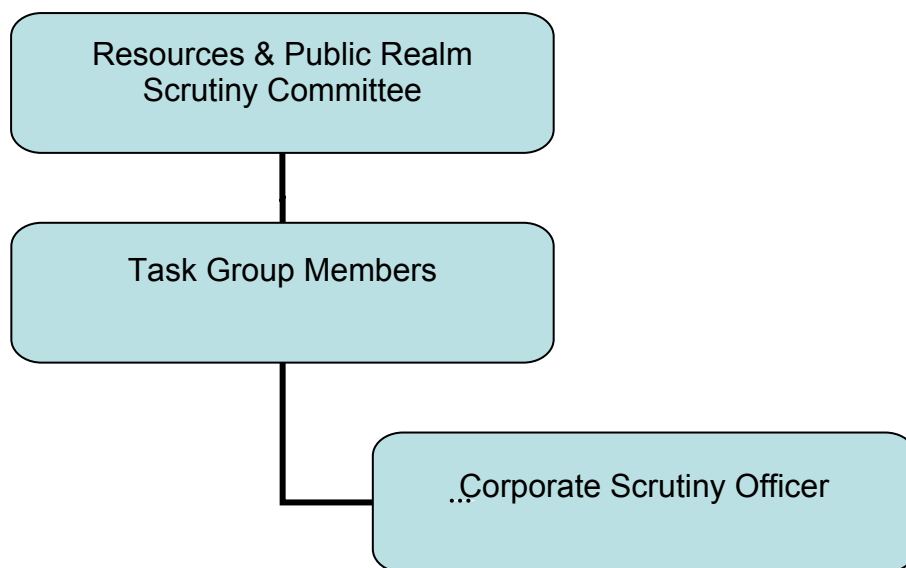 Resources & Public Realm
Scrutiny Committee
Task Group Members
...Corporate Scrutiny Officer